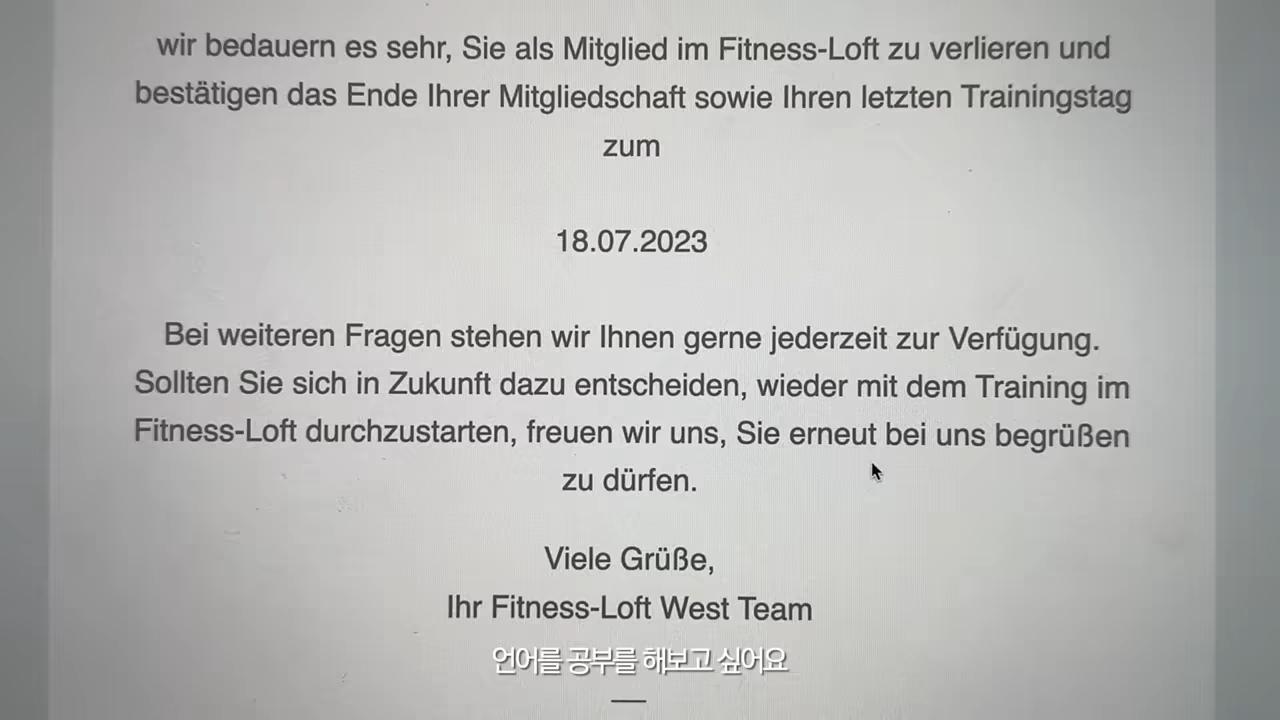 wir bedauern es sehr, Sie als Mitglied im Fitness-Loft zu verlieren und
bestätigen das Ende Ihrer Mitgliedschaft sowie Ihren letzten Trainingstag
zum
18.07.2023
Bei weiteren Fragen stehen wir Ihnen gerne jederzeit zur Verfügung.
Sollten Sie sich in Zukunft dazu entscheiden, wieder mit dem Training im
Fitness-Loft durchzustarten, freuen wir uns, Sie erneut bei uns begrüßen
zu dürfen.
Viele Grüße,
Ihr Fitness-Loft West Team
언어를 공부를 해보고 싶어요